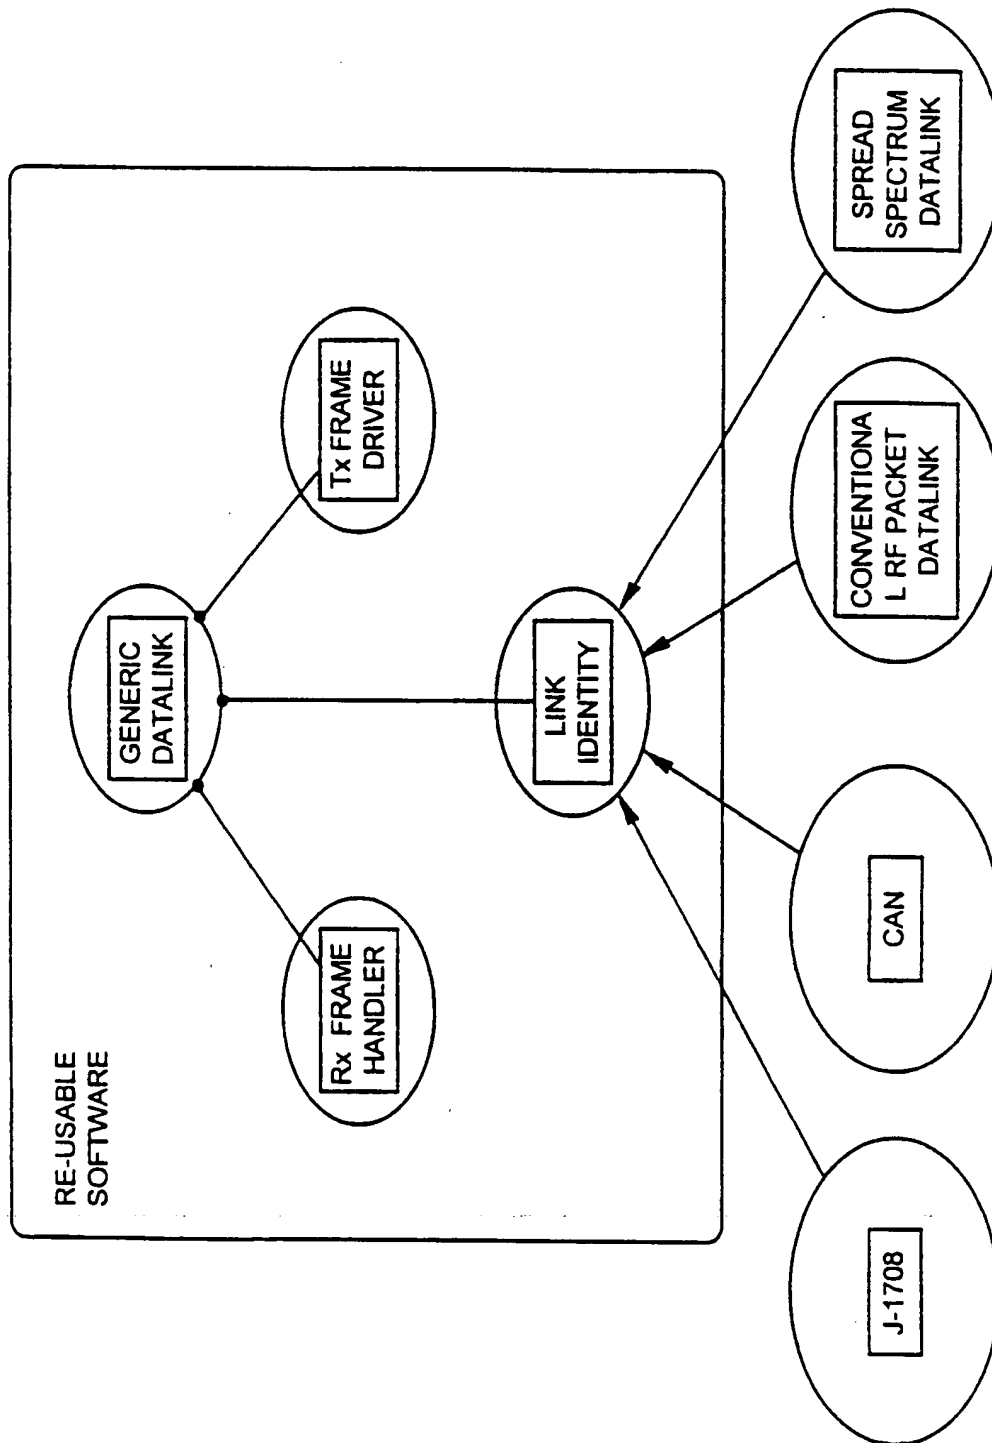 RE-USABLE
SOFTWARE
GENERIC
DATALINK
Rx FRAME
HANDLER
Tx FRAME
DRIVER
LINK
IDENTITY
J-1708
CAN
CONVENTIONA
L RF PACKET
DATALINK
SPREAD
SPECTRUM
DATALINK